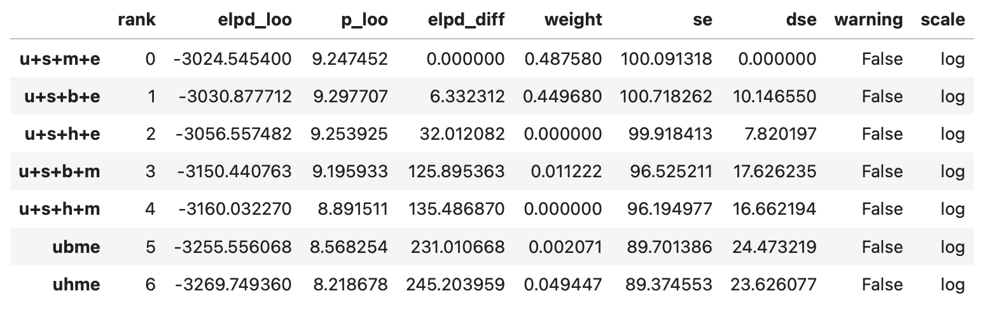 rank elpd_loo p_loo elpd_diff weight se dse warning scale
u+s+m+e 0 -3024.545400 9.247452 0.000000 0.487580 100.091318 0.000000 False log
u+s+b+e 1 -3030.877712 9.297707 6.332312 0.449680 100.718262 10.146550 False log
u+s+h+e 2 -3056.557482 9.253925 32.012082 0.000000 99.918413 7.820197 False log
u+s+b+m 3 -3150.440763 9.195933 125.895363 0.011222 96.525211 17.626235 False log
u+s+h+m 4 -3160.032270 8.891511 135.486870 0.000000 96.194977 16.662194 False log
ubme 5 -3255.556068 8.568254 231.010668 0.002071 89.701386 24.473219 False log
uhme 6 -3269.749360 8.218678 245.203959 0.049447 89.374553 23.626077 False log